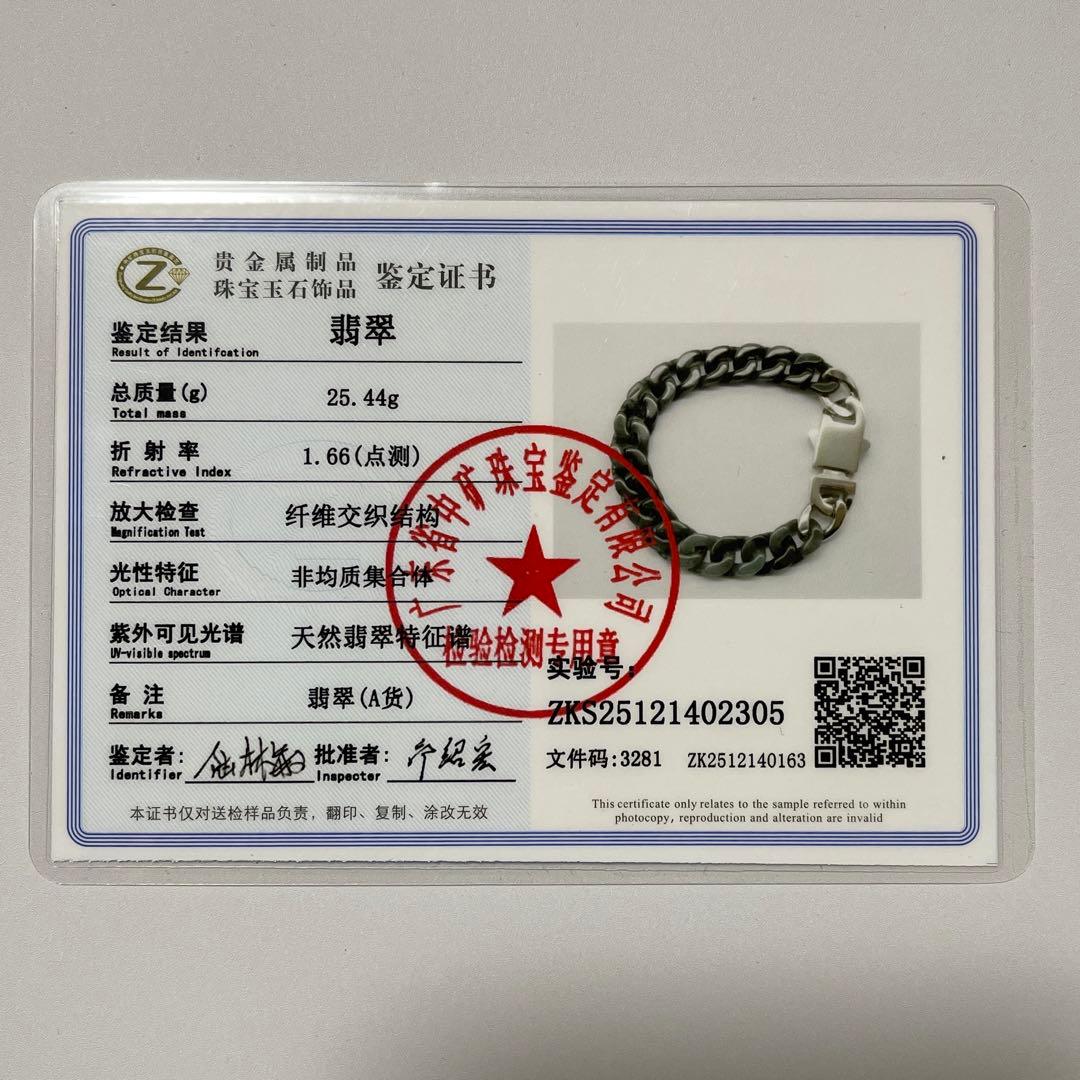 贵金属制品
珠宝玉石饰品
鉴定证书
鉴定结果 翡翠
Result of Identifcation
总质量(g) 25.44g
Total mass
折射率 1.66(点测)
Refractive Index
放大检查 纤维交织结构
Magnification Test
光性特征 非均质集合体
Optical Character
紫外可见光谱 天然翡翠特征谱
UV-visible spectrum
备注 翡翠(A货)
Remarks
鉴定者: 批准者:
Identifier Inspecter
本证书仅对送检样品负责，翻印、复制、涂改无效
广东省中矿珠宝鉴定有限公司
检验检测专用章
实验号:
ZKS25121402305
文件码:3281 ZK2512140163
This certificate only relates to the sample referred to within
photocopy, reproduction and alteration are invalid